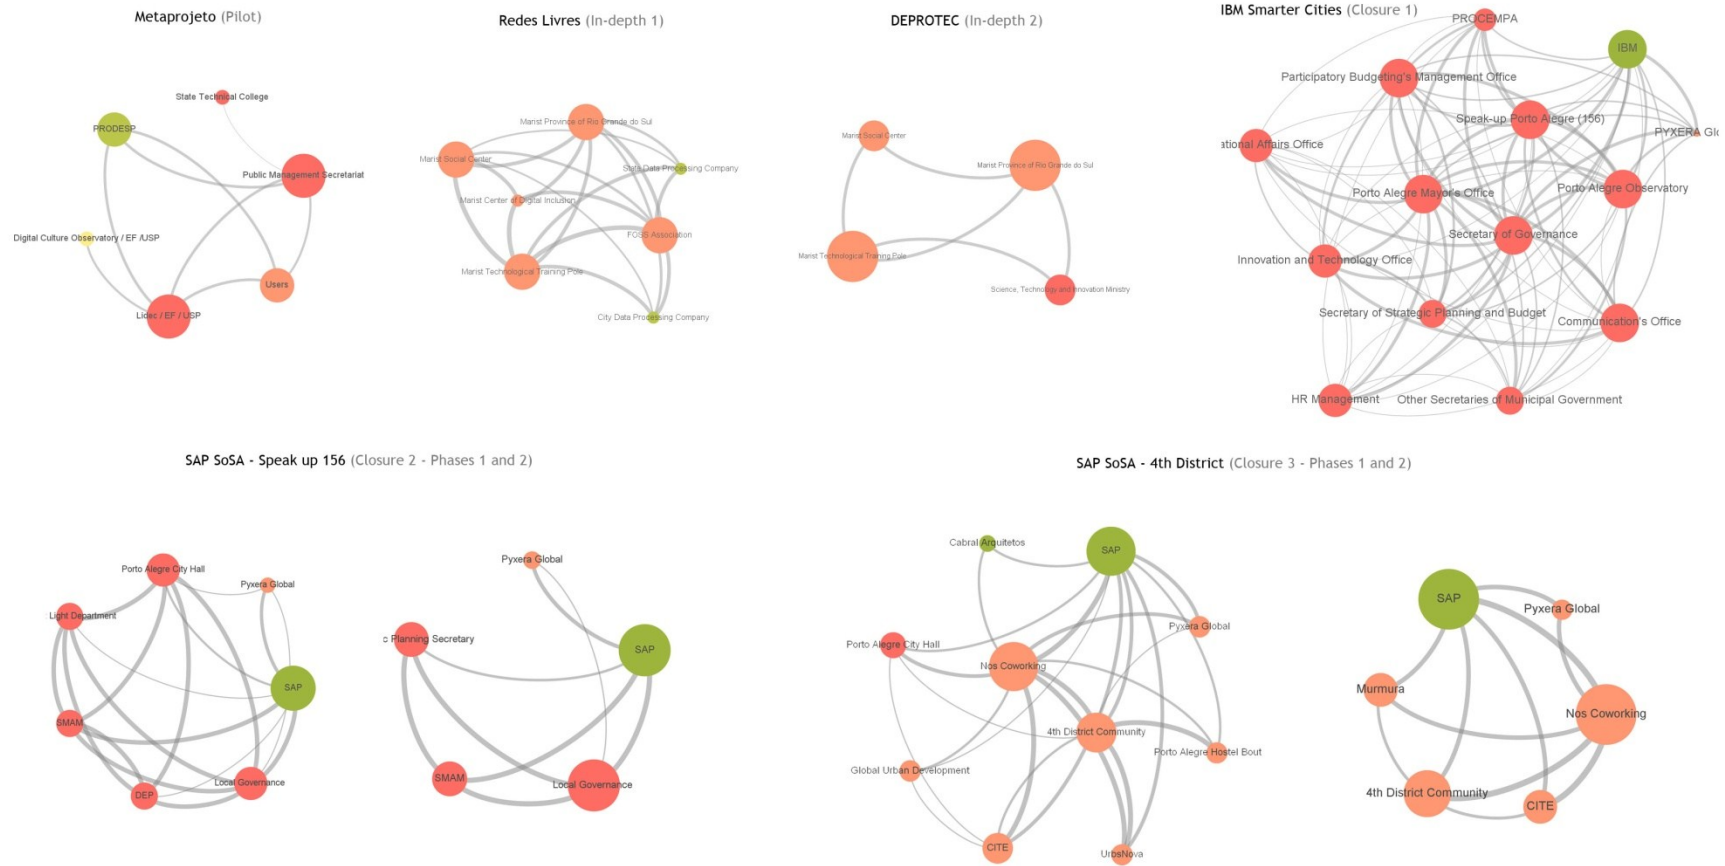 Metaprojeto (Pilot)
State Technical College
PRODESP
Public Management Secretariat
Digital Culture Observatory / EF /USP
Users
Lidec / EF / USP
Redes Livres (In-depth 1)
Marist Province of Rio Grande do Sul
Marist Social Center
State Data Processing Company
Marist Center of Digital Inclusion
FOSS Association
Marist Technological Training Pole
City Data Processing Company
DEPROTEC (In-depth 2)
Marist Social Center
Marist Province of Rio Grande do Sul
Marist Technological Training Pole
Science, Technology and Innovation Ministry
IBM Smarter Cities (Closure 1)
PROCEMPA
IBM
Participatory Budgeting's Management Office
Speak-up Porto Alegre (156)
PYXERA Glo
ational Affairs Office
Porto Alegre Mayor's Office
Porto Alegre Observatory
Secretary of Governance
Innovation and Technology Office
Secretary of Strategic Planning and Budget
Communication's Office
HR Management
Other Secretaries of Municipal Government
SAP SoSA - Speak up 156 (Closure 2 - Phases 1 and 2)
Porto Alegre City Hall
Pyxera Global
Light Department
SAP
SMAM
Local Governance
DEP
Pyxera Global
c Planning Secretary
SAP
SMAM
Local Governance
SAP SoSA - 4th District (Closure 3 - Phases 1 and 2)
Cabral Arquitetos
SAP
Pyxera Global
Porto Alegre City Hall
Nos Coworking
4th District Community
Porto Alegre Hostel Bout
Global Urban Development
CITE
UrbsNova
SAP
Pyxera Global
Murmura
Nos Coworking
4th District Community
CITE